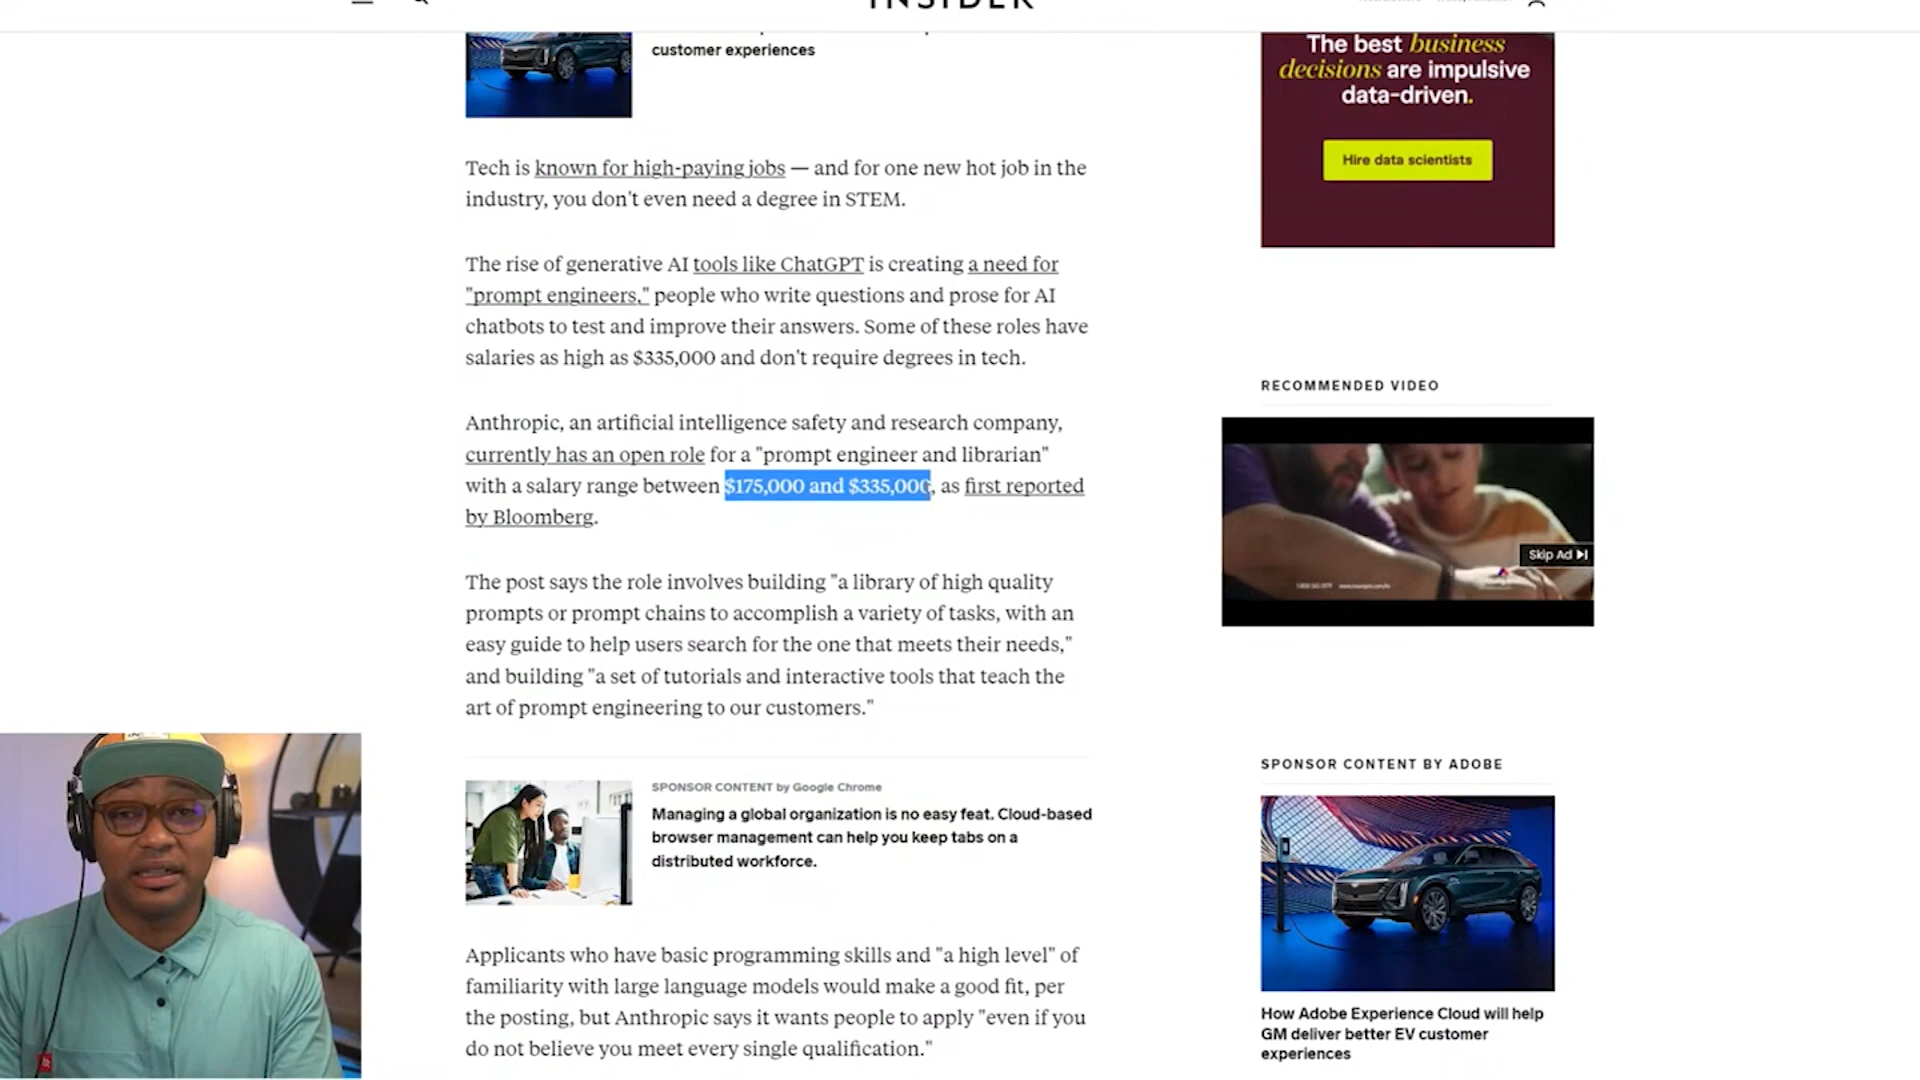 INSIDER
customer experiences
Tech is known for high-paying jobs — and for one new hot job in the
industry, you don't even need a degree in STEM.
The rise of generative AI tools like ChatGPT is creating a need for
"prompt engineers," people who write questions and prose for AI
chatbots to test and improve their answers. Some of these roles have
salaries as high as $335,000 and don't require degrees in tech.
Anthropic, an artificial intelligence safety and research company,
currently has an open role for a "prompt engineer and librarian"
with a salary range between $175,000 and $335,000, as first reported
by Bloomberg.
The post says the role involves building "a library of high quality
prompts or prompt chains to accomplish a variety of tasks, with an
easy guide to help users search for the one that meets their needs,"
and building "a set of tutorials and interactive tools that teach the
art of prompt engineering to our customers."
SPONSOR CONTENT by Google Chrome
Managing a global organization is no easy feat. Cloud-based
browser management can help you keep tabs on a
distributed workforce.
Applicants who have basic programming skills and "a high level" of
familiarity with large language models would make a good fit, per
the posting, but Anthropic says it wants people to apply "even if you
do not believe you meet every single qualification."
The best business
decisions are impulsive
data-driven.
Hire data scientists
RECOMMENDED VIDEO
Skip Ad
SPONSOR CONTENT BY ADOBE
How Adobe Experience Cloud will help
GM deliver better EV customer
experiences